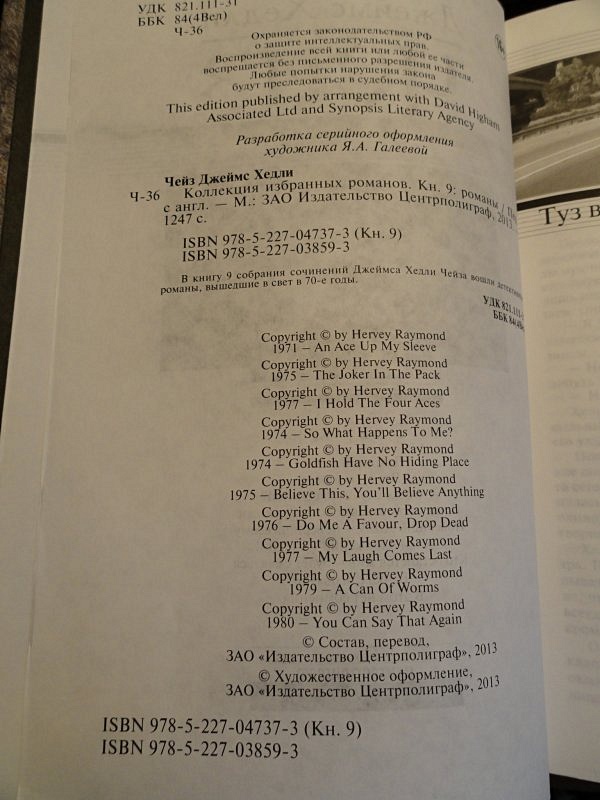 УДК 821.111-31
ББК 84(4Вел)
Ч-36
Охраняется законодательством РФ
о защите интеллектуальных прав.
Воспроизведение всей книги или любой ее части
воспрещается без письменного разрешения издателя.
Любые попытки нарушения закона
будут преследоваться в судебном порядке.
This edition published by arrangement with David Higham
Associated Ltd and Synopsis Literary Agency
Разработка серийного оформления
художника Я.А. Галеевой
Чейз Джеймс Хедли
Ч-36 Коллекция избранных романов. Кн. 9: романы /
с англ. — М.: ЗАО Издательство Центрполиграф, 2013.
1247 с.
ISBN 978-5-227-04737-3 (Кн. 9)
ISBN 978-5-227-03859-3
В книгу 9 собрания сочинений Джеймса Хедли Чейза вошли
романы, вышедшие в свет в 70-е годы.
УДК 821.111-
ББК 84(4В
Copyright © by Hervey Raymond
1971 – An Ace Up My Sleeve
Copyright © by Hervey Raymond
1975 – The Joker In The Pack
Copyright © by Hervey Raymond
1977 – I Hold The Four Aces
Copyright © by Hervey Raymond
1974 – So What Happens To Me?
Copyright © by Hervey Raymond
1974 – Goldfish Have No Hiding Place
Copyright © by Hervey Raymond
1975 – Believe This, You'll Believe Anything
Copyright © by Hervey Raymond
1976 – Do Me A Favour, Drop Dead
Copyright © by Hervey Raymond
1977 – My Laugh Comes Last
Copyright © by Hervey Raymond
1979 – A Can Of Worms
Copyright © by Hervey Raymond
1980 – You Can Say That Again
© Состав, перевод,
ЗАО «Издательство Центрполиграф», 2013
© Художественное оформление,
ЗАО «Издательство Центрполиграф», 2013
ISBN 978-5-227-04737-3 (Кн. 9)
ISBN 978-5-227-03859-3
Туз в